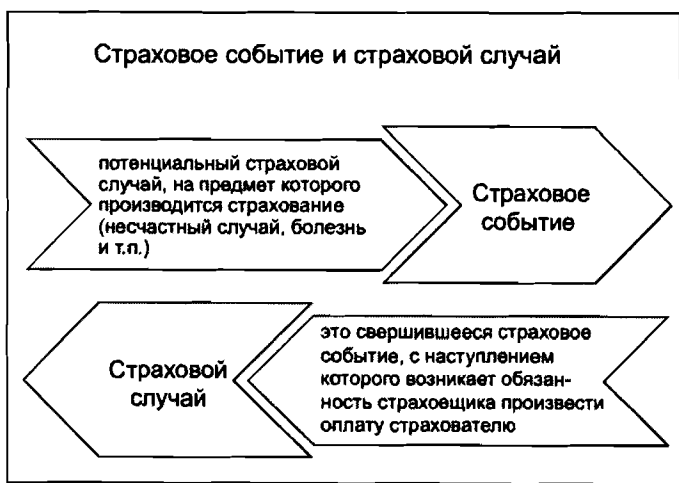 Страховое событие и страховой случай
потенциальный страховой
случай, на предмет которого
производится страхование
(несчастный случай, болезнь
и т.п.)
Страховое
событие
Страховой
случай
это свершившееся страховое
событие, с наступлением
которого возникает обязан-
ность страховщика произвести
оплату страхователю